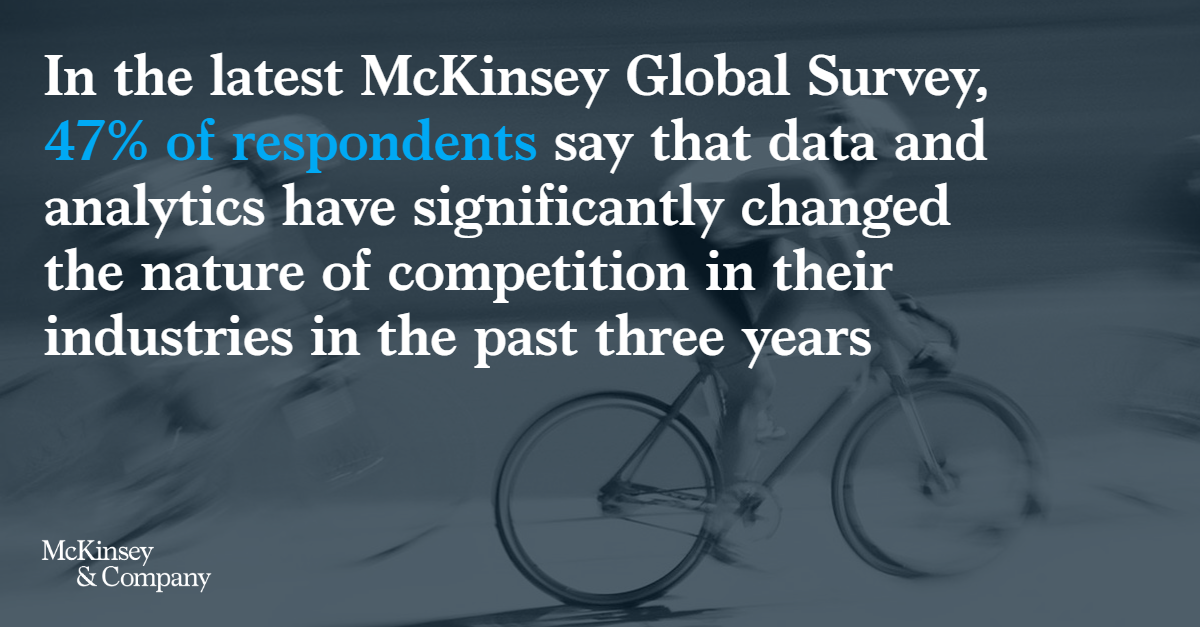 In the latest McKinsey Global Survey,
47% of respondents say that data and
analytics have significantly changed
the nature of competition in their
industries in the past three years
McKinsey
& Company